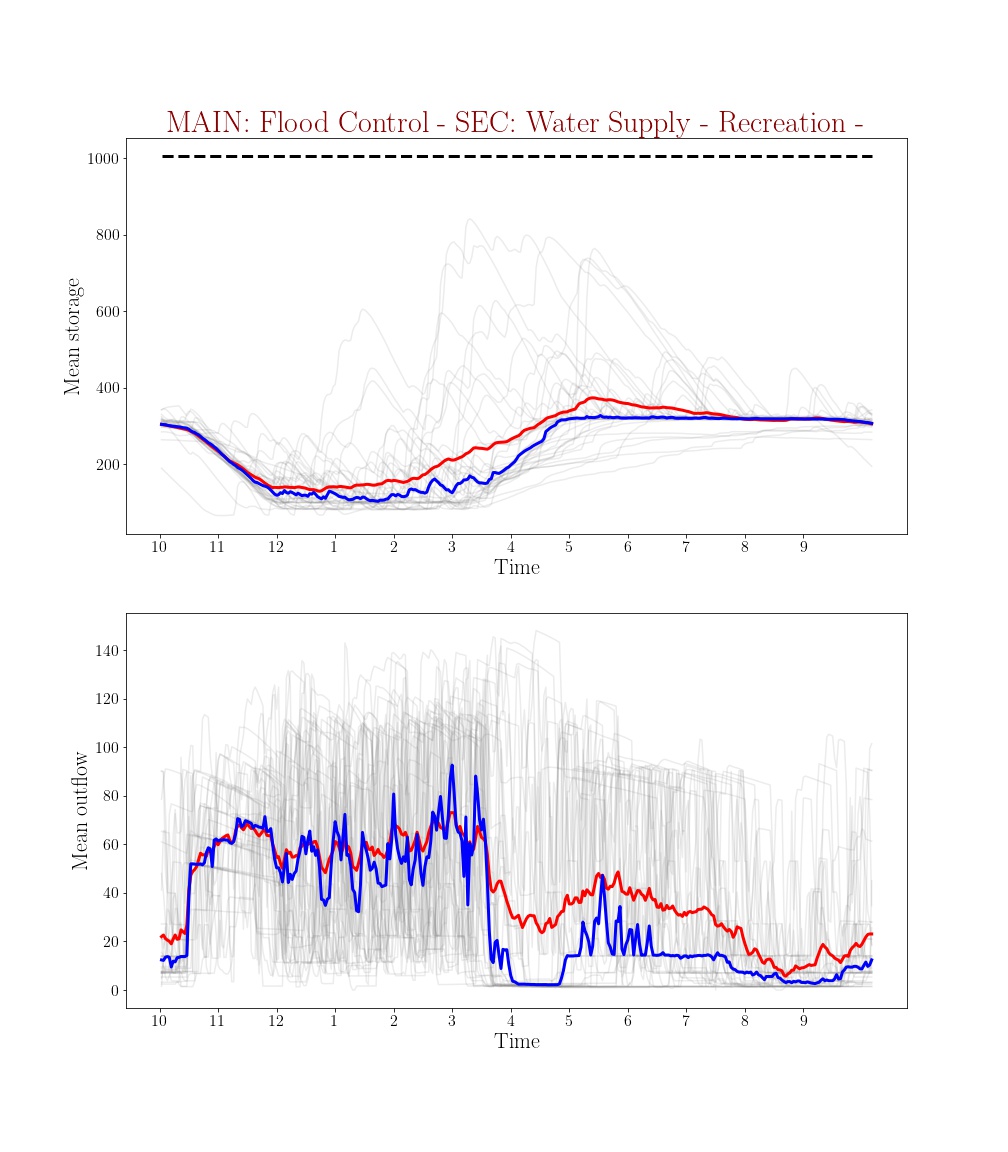 MAIN: Flood Control - SEC: Water Supply - Recreation -
1000
800
600
400
200
Mean storage
10 11 12 1 2 3 4 5 6 7 8 9
Time
140
120
100
80
60
40
20
0
Mean outflow
10 11 12 1 2 3 4 5 6 7 8 9
Time